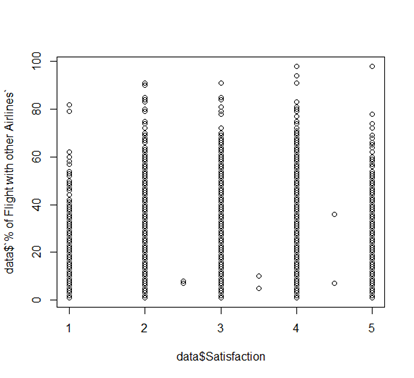 100
80
60
40
20
0
data$`% of Flight with other Airlines`
1 2 3 4 5
data$Satisfaction